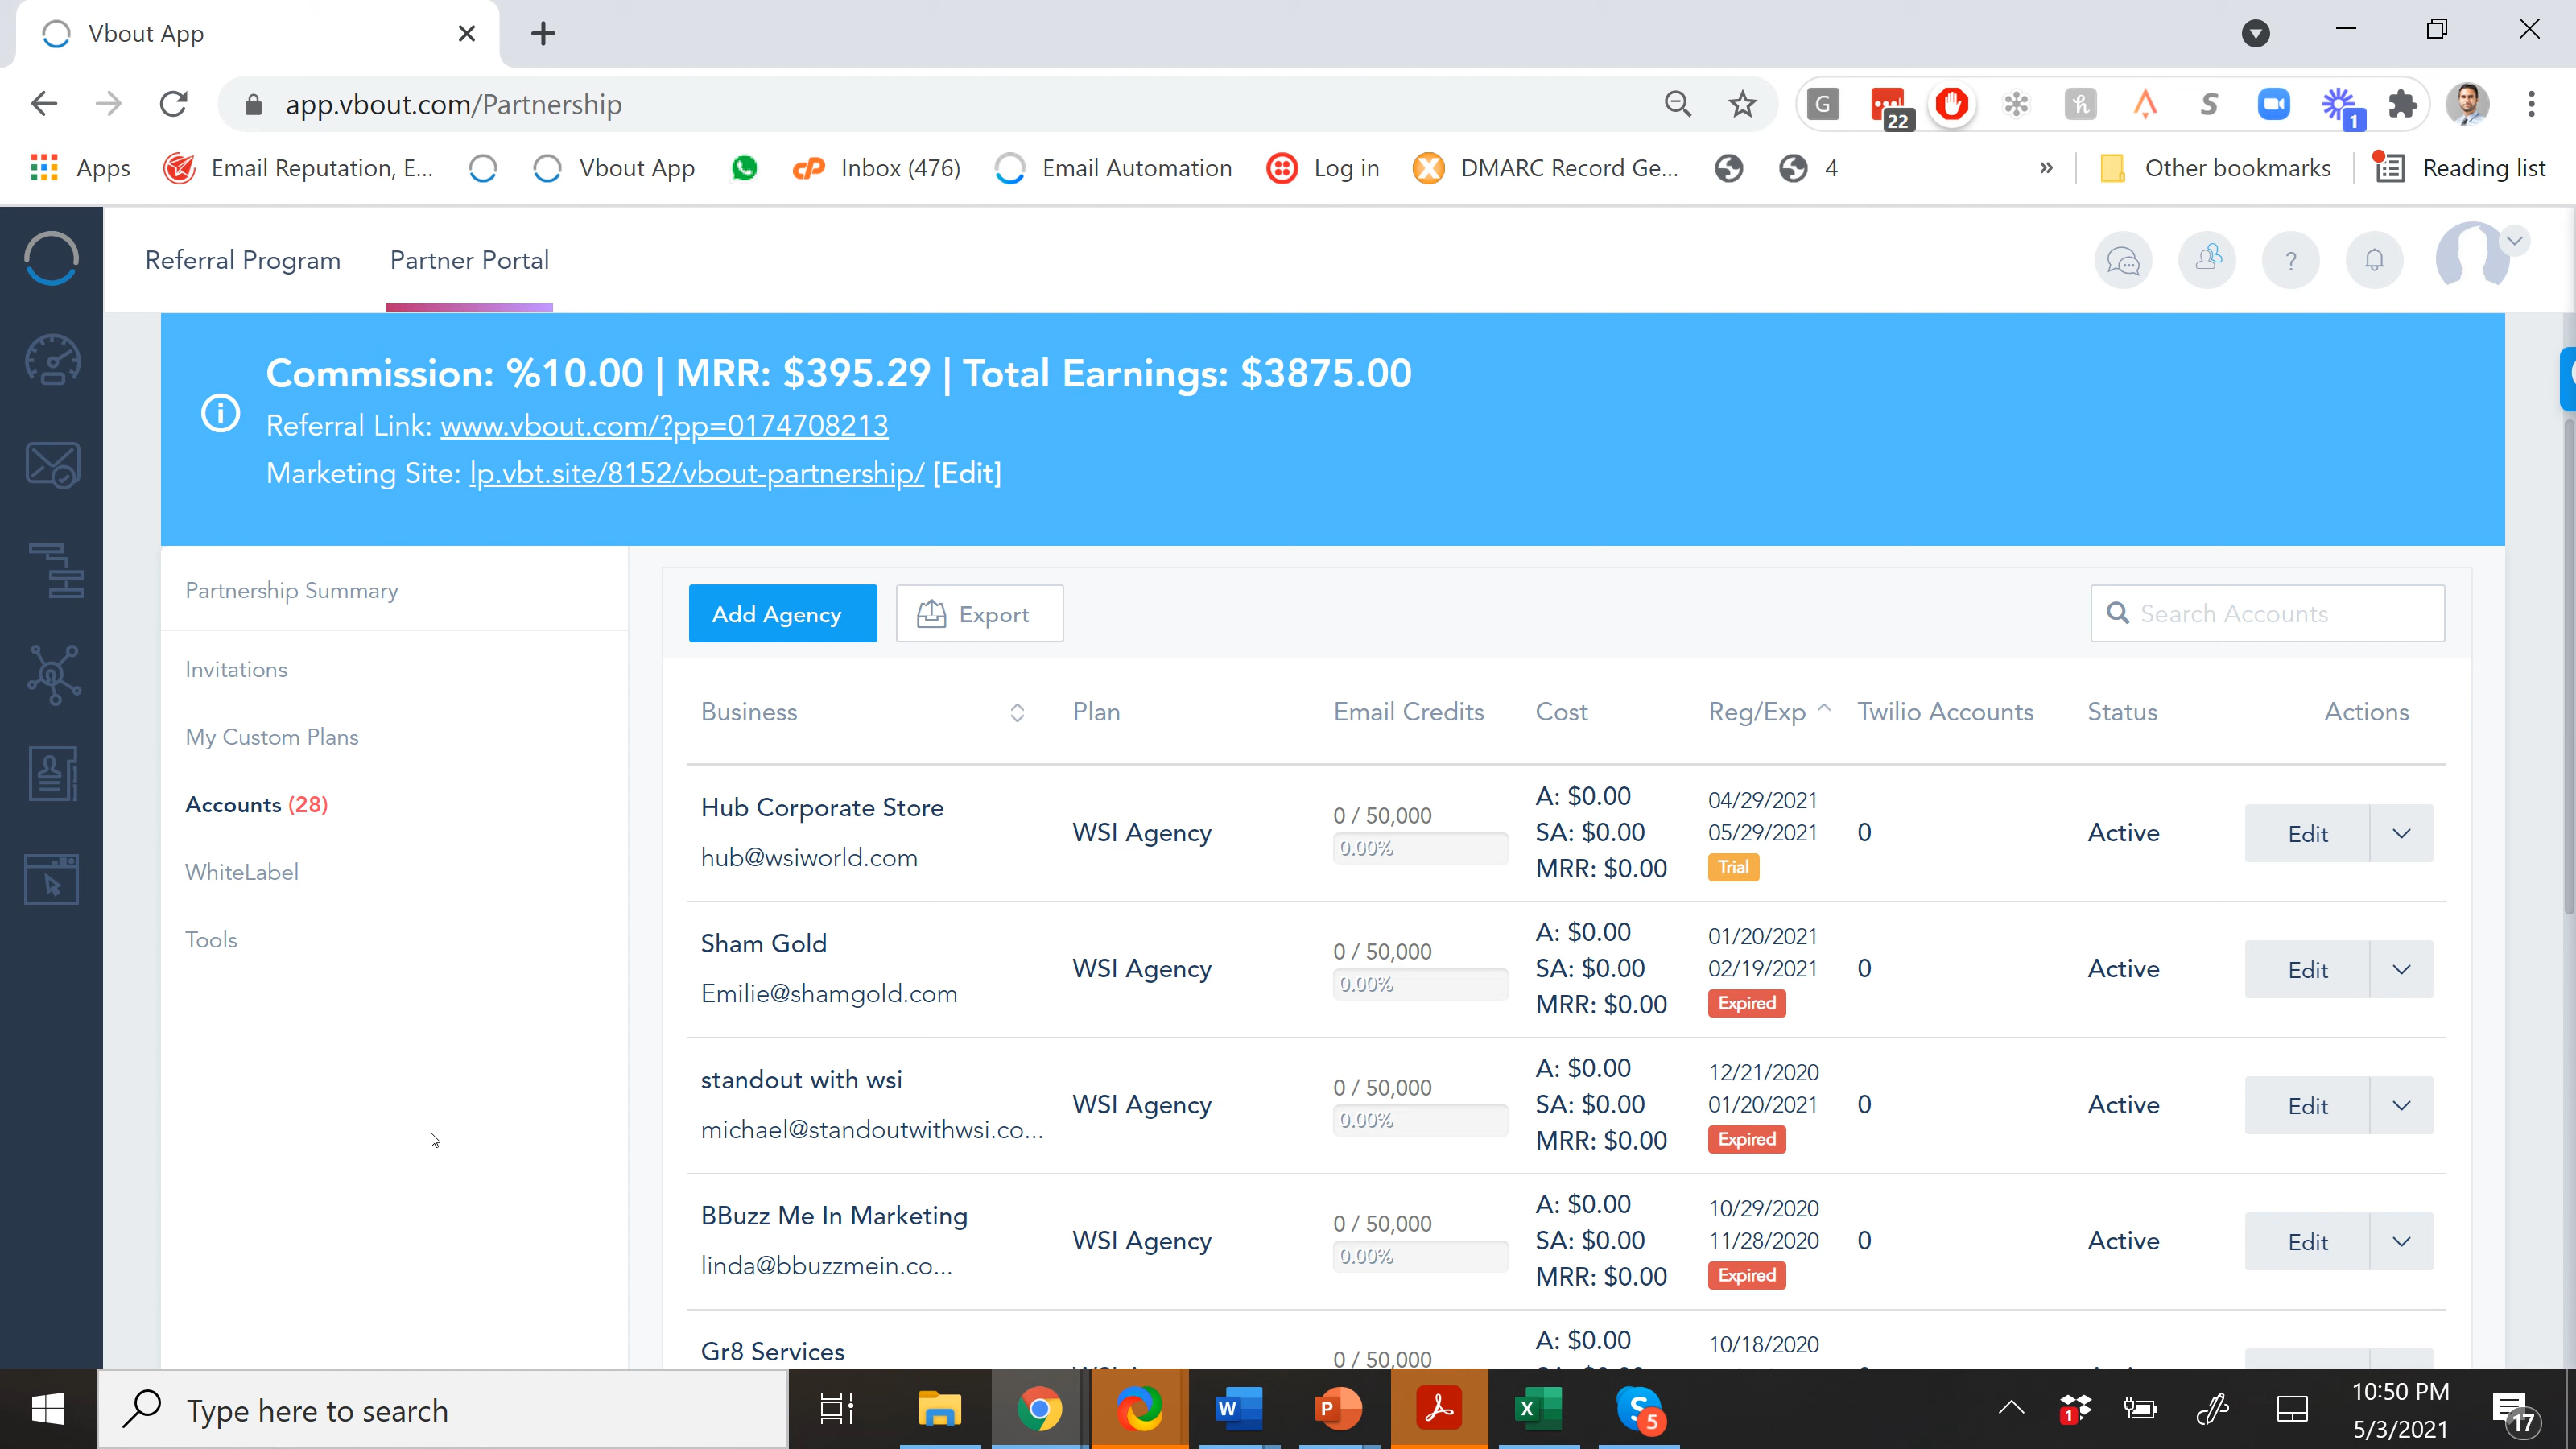 Vbout App
app.vbout.com/Partnership
22
1
Apps
Email Reputation, E...
Vbout App
Inbox (476)
Email Automation
Log in
DMARC Record Ge...
4
»
Other bookmarks
Reading list
Referral Program
Partner Portal
Commission: %10.00 | MRR: $395.29 | Total Earnings: $3875.00
Referral Link: www.vbout.com/?pp=0174708213
Marketing Site: lp.vbt.site/8152/vbout-partnership/ [Edit]
Partnership Summary
Invitations
My Custom Plans
Accounts (28)
WhiteLabel
Tools
Add Agency
Export
Search Accounts
Business Plan Email Credits Cost Reg/Exp Twilio Accounts Status Actions
Hub Corporate Store
hub@wsiworld.com
WSI Agency
0 / 50,000
0.00%
A: $0.00
SA: $0.00
MRR: $0.00
04/29/2021
05/29/2021
Trial
0
Active
Edit
Sham Gold
Emilie@shamgold.com
WSI Agency
0 / 50,000
0.00%
A: $0.00
SA: $0.00
MRR: $0.00
01/20/2021
02/19/2021
Expired
0
Active
Edit
standout with wsi
michael@standoutwithwsi.co...
WSI Agency
0 / 50,000
0.00%
A: $0.00
SA: $0.00
MRR: $0.00
12/21/2020
01/20/2021
Expired
0
Active
Edit
BBuzz Me In Marketing
linda@bbuzzmein.co...
WSI Agency
0 / 50,000
0.00%
A: $0.00
SA: $0.00
MRR: $0.00
10/29/2020
11/28/2020
Expired
0
Active
Edit
Gr8 Services
0 / 50,000
A: $0.00
10/18/2020
Type here to search
5
1
10:50 PM
5/3/2021
17